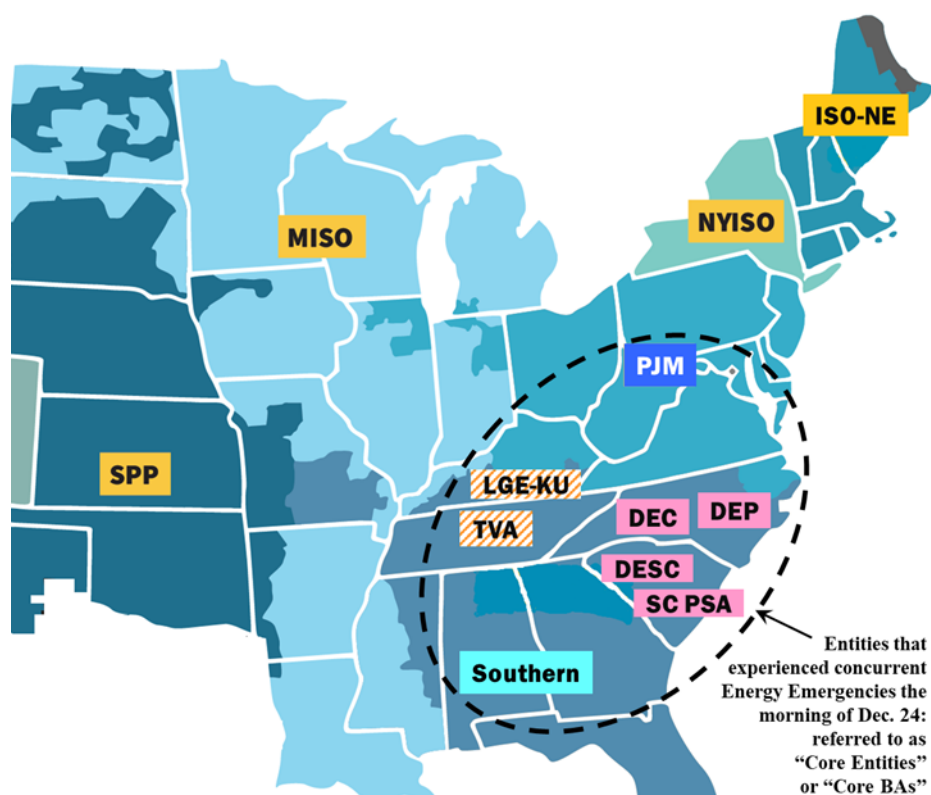 ISO-NE
NYISO
MISO
PJM
SPP
LGE-KU
TVA
DEC
DEP
DESC
SC PSA
Southern
Entities that
experienced concurrent
Energy Emergencies the
morning of Dec. 24:
referred to as
“Core Entities”
or “Core BAs”